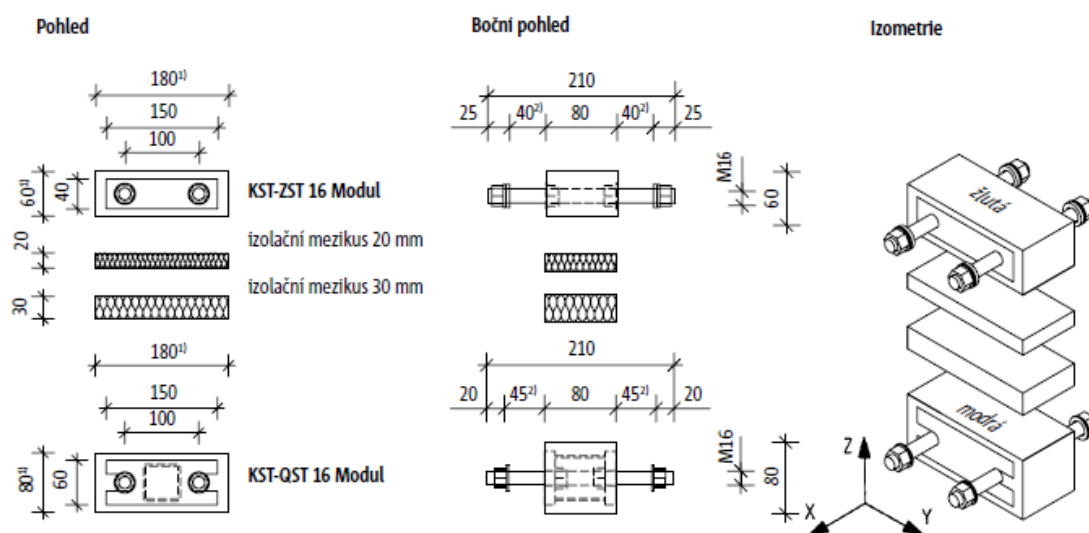 Pohled
Boční pohled
Izometrie
180¹⁾
150
100
60¹⁾
40
KST-ZST 16 Modul
210
25
40²⁾
80
40²⁾
25
M16
60
žlutá
20
izolační mezikus 20 mm
30
izolační mezikus 30 mm
180¹⁾
150
100
80¹⁾
60
KST-QST 16 Modul
210
20
45²⁾
80
45²⁾
20
M16
80
modrá
Z
X
Y